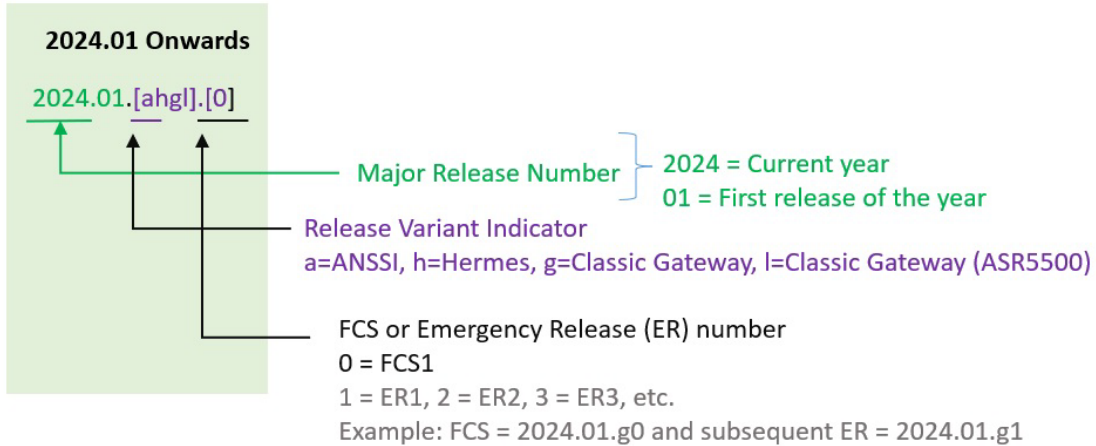 2024.01 Onwards
2024.01.[ahgl].[0]
Major Release Number
2024 = Current year
01 = First release of the year
Release Variant Indicator
a=ANSSI, h=Hermes, g=Classic Gateway, l=Classic Gateway (ASR5500)
FCS or Emergency Release (ER) number
0 = FCS1
1 = ER1, 2 = ER2, 3 = ER3, etc.
Example: FCS = 2024.01.g0 and subsequent ER = 2024.01.g1